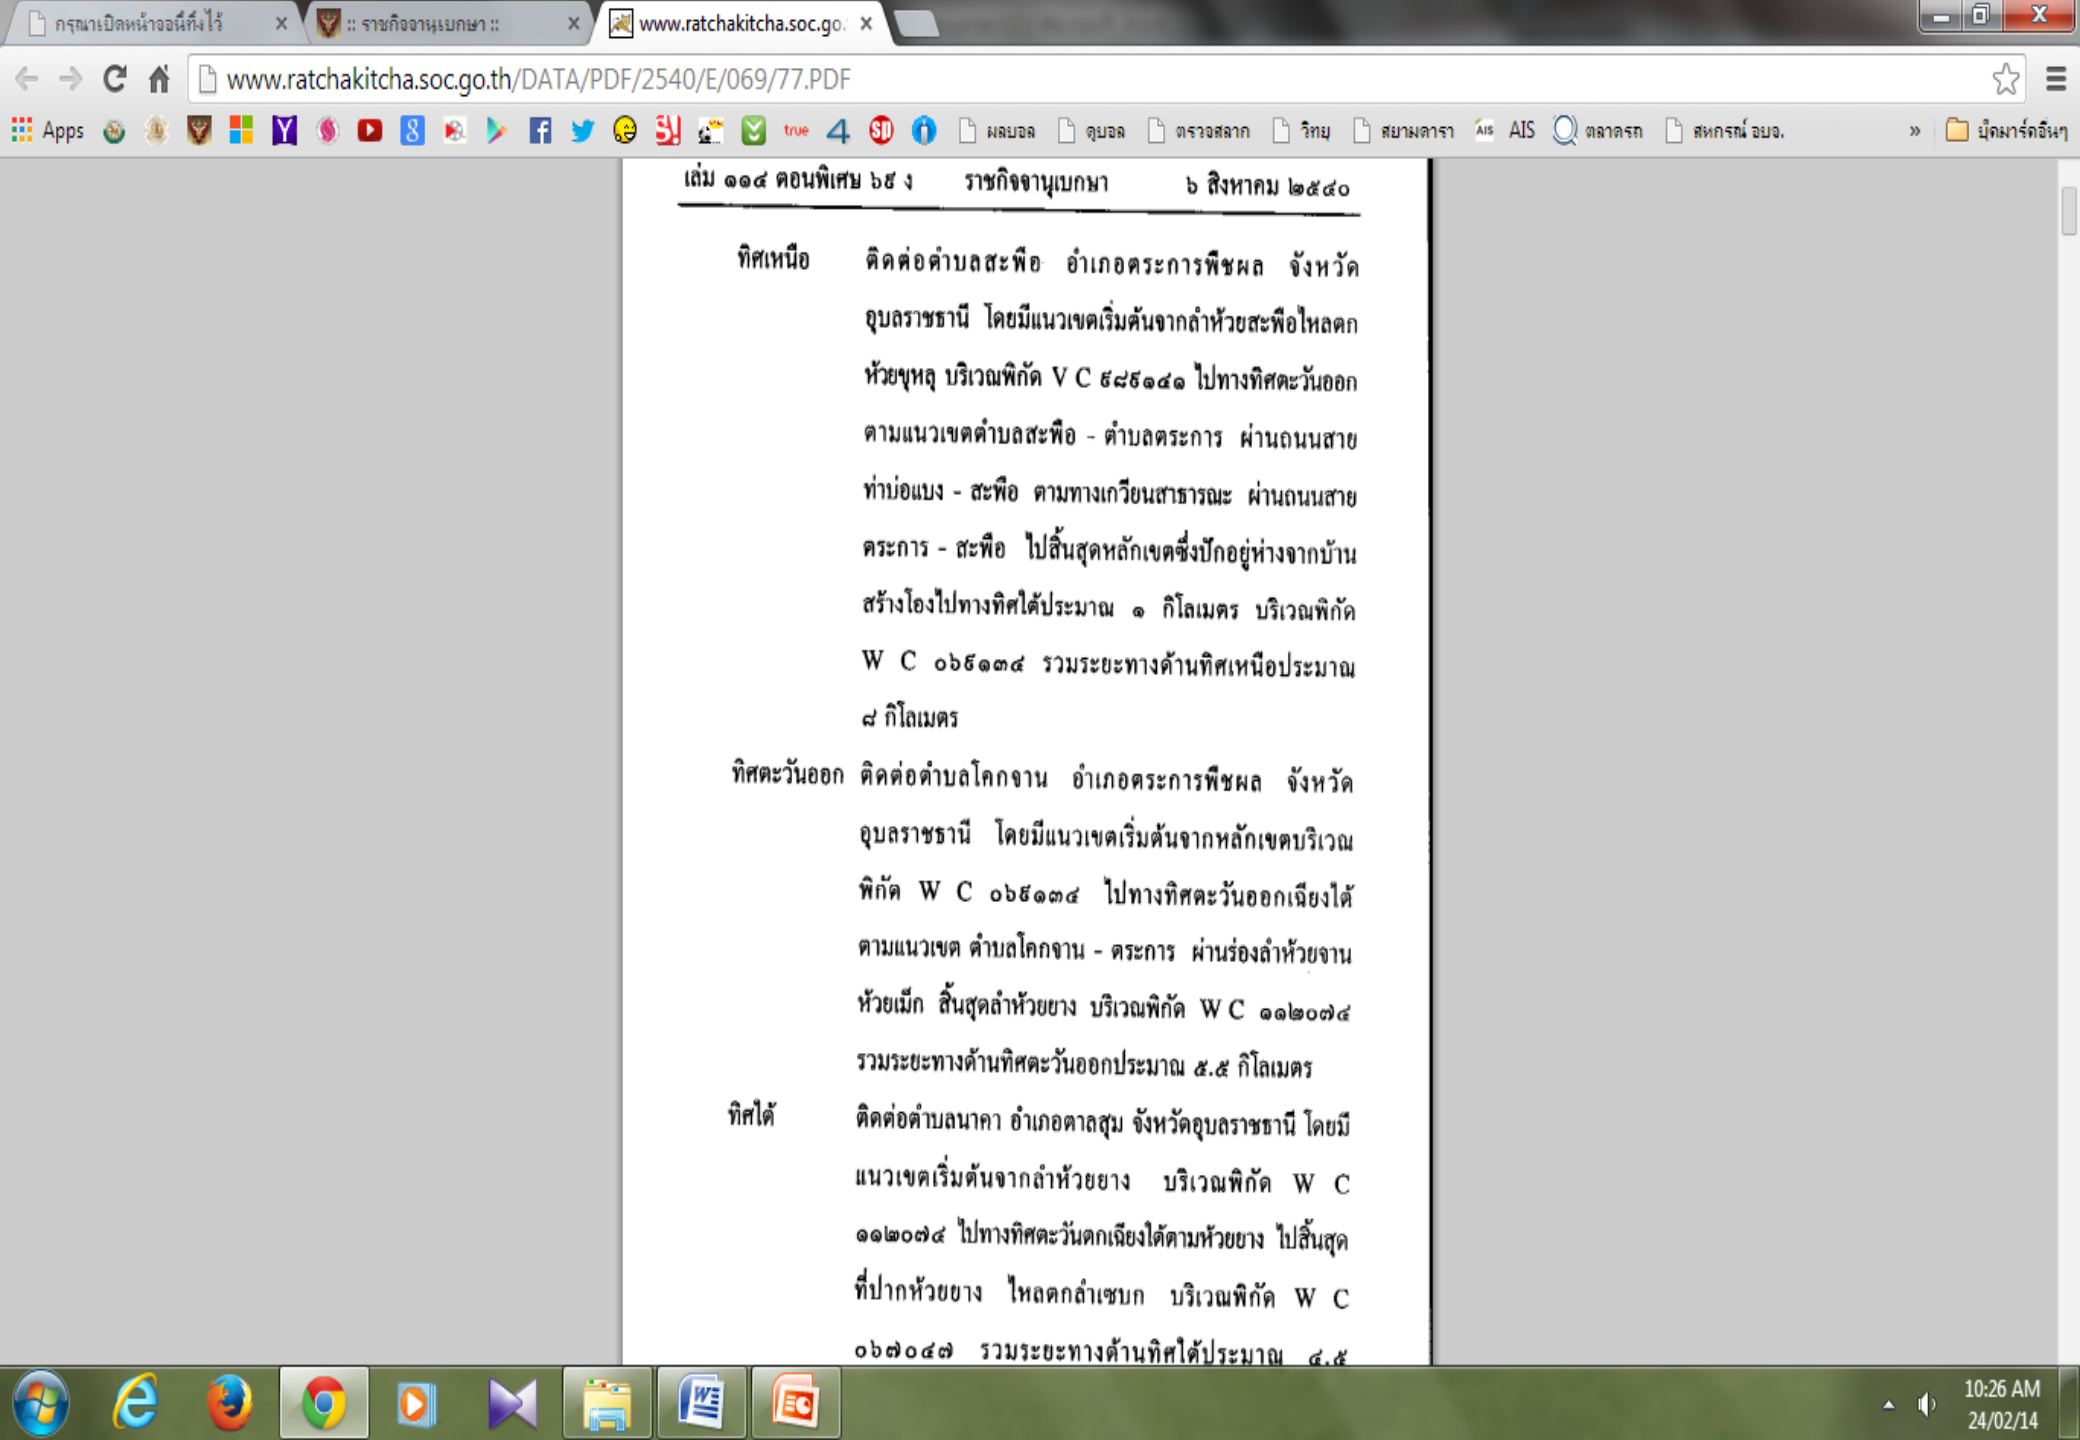 กรุณาเปิดหน้าจอนี้ทิ้งไว้
:: ราชกิจจานุเบกษา ::
www.ratchakitcha.soc.go.
www.ratchakitcha.soc.go.th/DATA/PDF/2540/E/069/77.PDF
Apps
true
ผลบอล
ดูบอล
ตรวจสลาก
วิทยุ
สยามดารา
AIS
AIS
ตลาดรถ
สหกรณ์ อบจ.
»
บุ๊กมาร์กอื่นๆ
เล่ม ๑๑๔ ตอนพิเศษ ๖๙ ง ราชกิจจานุเบกษา ๖ สิงหาคม ๒๕๔๐
ทิศเหนือ ติดต่อตำบลสะพือ อำเภอตระการพืชผล จังหวัด
อุบลราชธานี โดยมีแนวเขตเริ่มต้นจากลำห้วยสะพือไหลตก
ห้วยขุหลุ บริเวณพิกัด V C ๙๘๙๑๔๑ ไปทางทิศตะวันออก
ตามแนวเขตตำบลสะพือ - ตำบลตระการ ผ่านถนนสาย
ท่าบ่อแบง - สะพือ ตามทางเกวียนสาธารณะ ผ่านถนนสาย
ตระการ - สะพือ ไปสิ้นสุดหลักเขตซึ่งปักอยู่ห่างจากบ้าน
สร้างโองไปทางทิศใต้ประมาณ ๑ กิโลเมตร บริเวณพิกัด
W C ๐๖๙๑๓๔ รวมระยะทางด้านทิศเหนือประมาณ
๘ กิโลเมตร
ทิศตะวันออก ติดต่อตำบลโคกจาน อำเภอตระการพืชผล จังหวัด
อุบลราชธานี โดยมีแนวเขตเริ่มต้นจากหลักเขตบริเวณ
พิกัด W C ๐๖๙๑๓๔ ไปทางทิศตะวันออกเฉียงใต้
ตามแนวเขต ตำบลโคกจาน - ตระการ ผ่านร่องลำห้วยจาน
ห้วยเม็ก สิ้นสุดลำห้วยยาง บริเวณพิกัด W C ๑๑๒๐๗๔
รวมระยะทางด้านทิศตะวันออกประมาณ ๕.๕ กิโลเมตร
ทิศใต้ ติดต่อตำบลนาคา อำเภอตาลสุม จังหวัดอุบลราชธานี โดยมี
แนวเขตเริ่มต้นจากลำห้วยยาง บริเวณพิกัด W C
๑๑๒๐๗๔ ไปทางทิศตะวันตกเฉียงใต้ตามห้วยยาง ไปสิ้นสุด
ที่ปากห้วยยาง ไหลตกลำเซบก บริเวณพิกัด W C
๐๖๗๐๔๗ รวมระยะทางด้านทิศใต้ประมาณ ๔.๕
10:26 AM
24/02/14